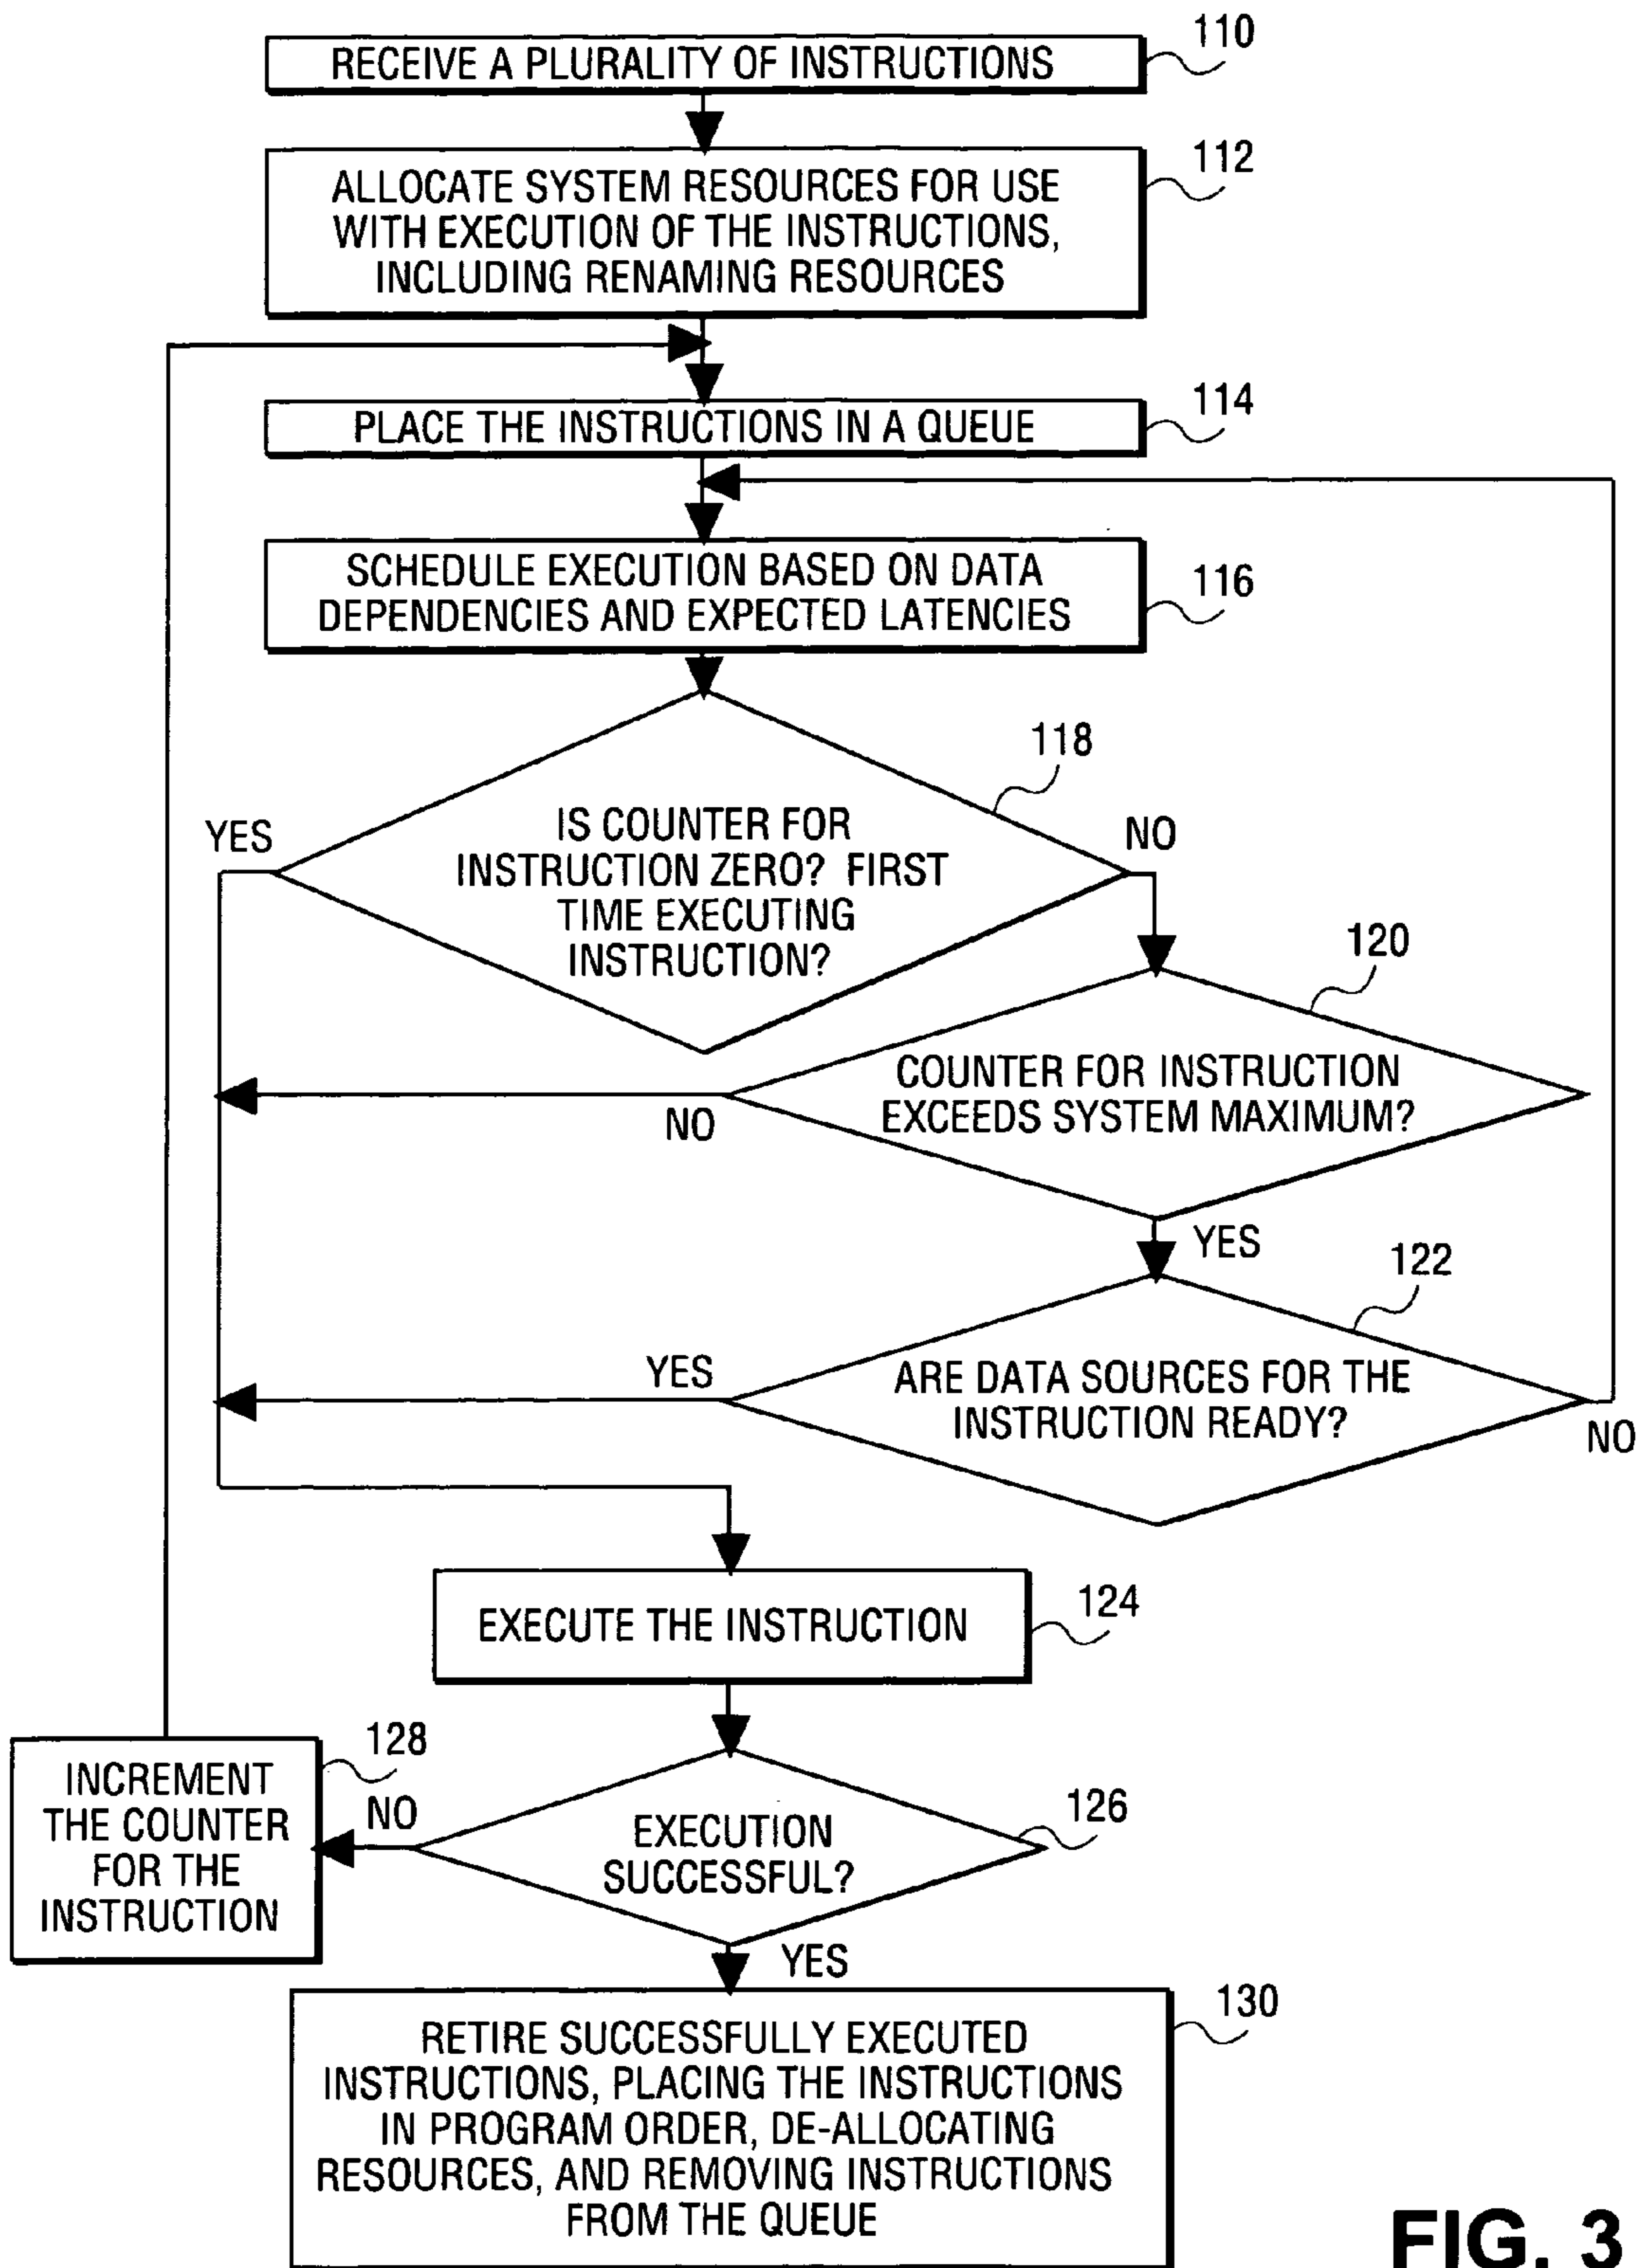 RECEIVE A PLURALITY OF INSTRUCTIONS
110
ALLOCATE SYSTEM RESOURCES FOR USE
WITH EXECUTION OF THE INSTRUCTIONS,
INCLUDING RENAMING RESOURCES
112
PLACE THE INSTRUCTIONS IN A QUEUE
114
SCHEDULE EXECUTION BASED ON DATA
DEPENDENCIES AND EXPECTED LATENCIES
116
118
YES
NO
IS COUNTER FOR
INSTRUCTION ZERO? FIRST
TIME EXECUTING
INSTRUCTION?
120
COUNTER FOR INSTRUCTION
EXCEEDS SYSTEM MAXIMUM?
NO
YES
122
YES
ARE DATA SOURCES FOR THE
INSTRUCTION READY?
NO
EXECUTE THE INSTRUCTION
124
128
INCREMENT
THE COUNTER
FOR THE
INSTRUCTION
NO
126
EXECUTION
SUCCESSFUL?
YES
130
RETIRE SUCCESSFULLY EXECUTED
INSTRUCTIONS, PLACING THE INSTRUCTIONS
IN PROGRAM ORDER, DE-ALLOCATING
RESOURCES, AND REMOVING INSTRUCTIONS
FROM THE QUEUE
FIG. 3